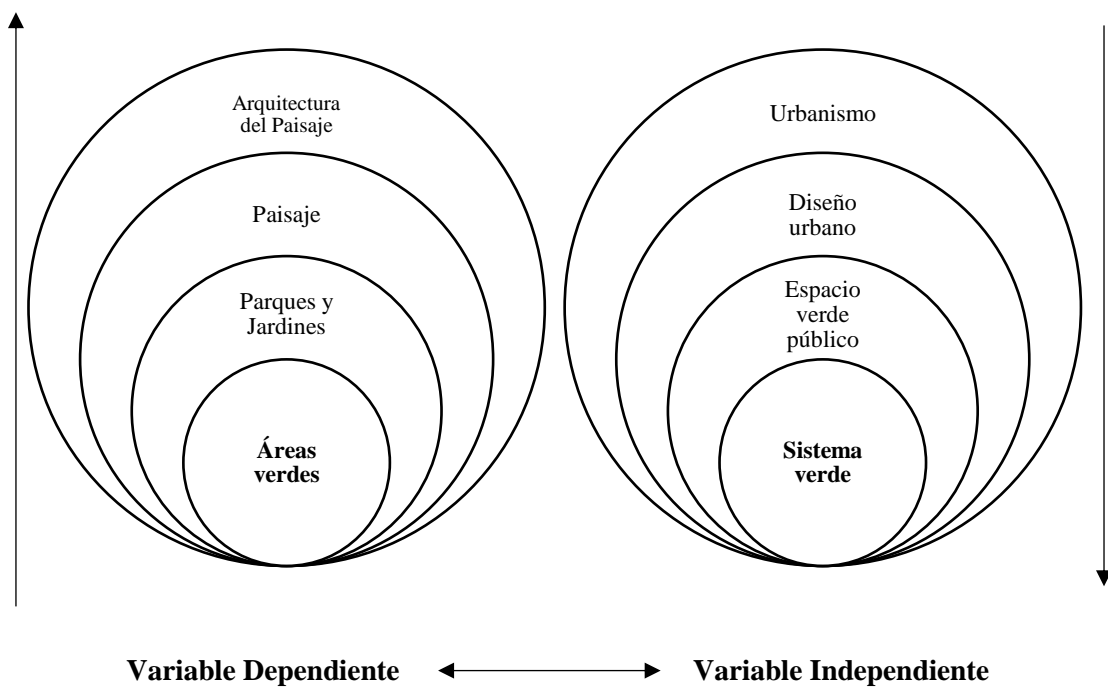 Arquitectura
del Paisaje
Paisaje
Parques y
Jardines
Áreas
verdes
Urbanismo
Diseño
urbano
Espacio
verde
público
Sistema
verde
Variable Dependiente
Variable Independiente